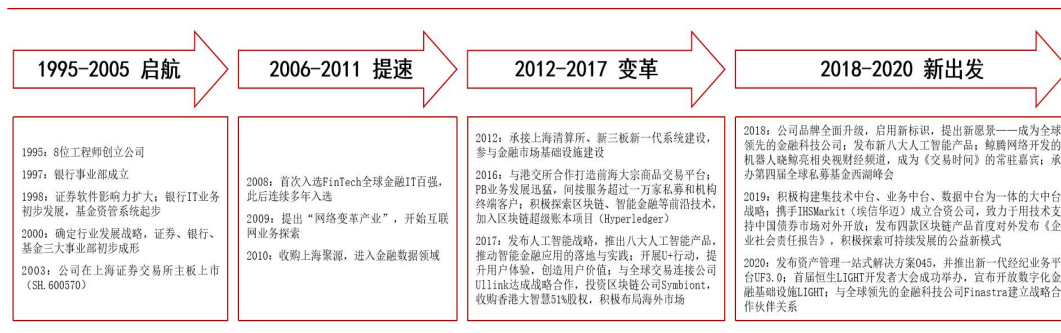 1995-2005 启航
1995：8位工程师创立公司
1997：银行事业部成立
1998：证券软件影响力扩大；银行IT业务
初步发展，基金资管系统起步
2000：确定行业发展战略，证券、银行、
基金三大事业部初步成形
2003：公司在上海证券交易所主板上市
（SH.600570）
2006-2011 提速
2008：首次入选FinTech全球金融IT百强，
此后连续多年入选
2009：提出“网络变革产业”，开始互联
网业务探索
2010：收购上海聚源，进入金融数据领域
2012-2017 变革
2012：承接上海清算所、新三板新一代系统建设，
参与金融市场基础设施建设
2016：与港交所合作打造前海大宗商品交易平台；
PB业务发展迅猛，间接服务超过一万家私募和机构
终端客户；积极探索区块链、智能金融等前沿技术，
加入区块链超级账本项目（Hyperledger）
2017：发布人工智能战略，推出八大人工智能产品，
推动智能金融应用的落地与实践；开展U+行动，提
升用户体验，创造用户价值；与全球交易连接公司
Ullink达成战略合作，投资区块链公司Symbiont，
收购香港大智慧51%股权，积极布局海外市场
2018-2020 新出发
2018：公司品牌全面升级，启用新标识，提出新愿景——成为全球
领先的金融科技公司；发布新八大人工智能产品；鲸腾网络开发的
机器人晓鲸亮相央视财经频道，成为《交易时间》的常驻嘉宾；承
办第四届全球私募基金西湖峰会
2019：积极构建集技术中台、业务中台、数据中台为一体的大中台
战略；携手IHSMarkit（埃信华迈）成立合资公司，致力于用技术支
持中国债券市场对外开放；发布四款区块链产品首度对外发布《企
业社会责任报告》，积极探索可持续发展的公益新模式
2020：发布资产管理一站式解决方案O45，并推出新一代经纪业务平
台UF3.0；首届恒生LIGHT开发者大会成功举办，宣布开放数字化金
融基础设施LIGHT；与全球领先的金融科技公司Finastra建立战略合
作伙伴关系